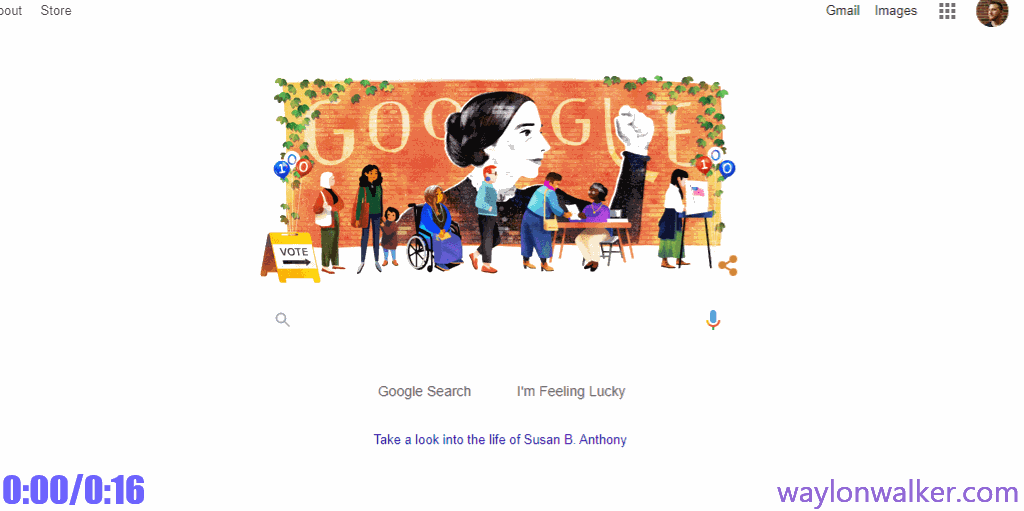 bout Store Gmail Images
GOOGLE
100 100
VOTE
Google Search I'm Feeling Lucky
Take a look into the life of Susan B. Anthony
0:00/0:16 waylonwalker.com